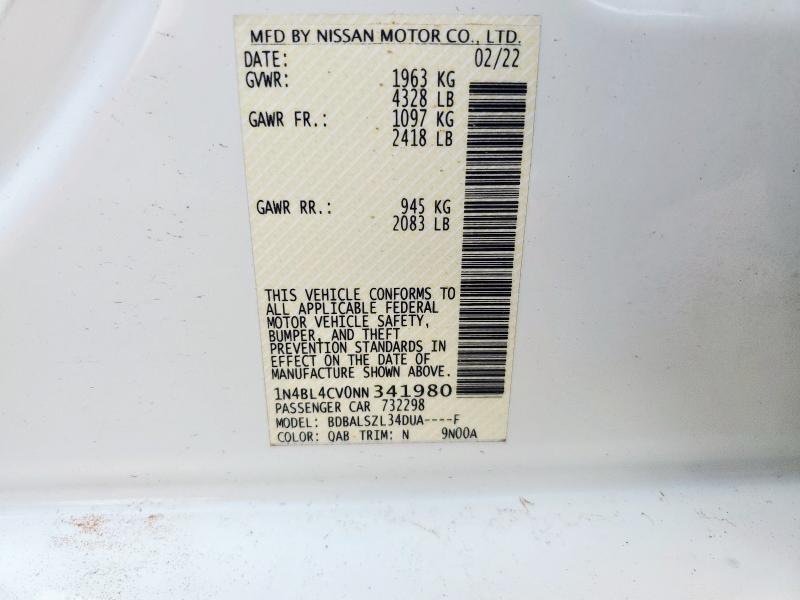 MFD BY NISSAN MOTOR CO., LTD.
DATE: 02/22
GVWR: 1963 KG
4328 LB
GAWR FR.: 1097 KG
2418 LB
GAWR RR.: 945 KG
2083 LB
THIS VEHICLE CONFORMS TO
ALL APPLICABLE FEDERAL
MOTOR VEHICLE SAFETY,
BUMPER, AND THEFT
PREVENTION STANDARDS IN
EFFECT ON THE DATE OF
MANUFACTURE SHOWN ABOVE.
1N4BL4CV0NN341980
PASSENGER CAR 732298
MODEL: BDBALSZL34DUA----F
COLOR: QAB TRIM: N 9N00A